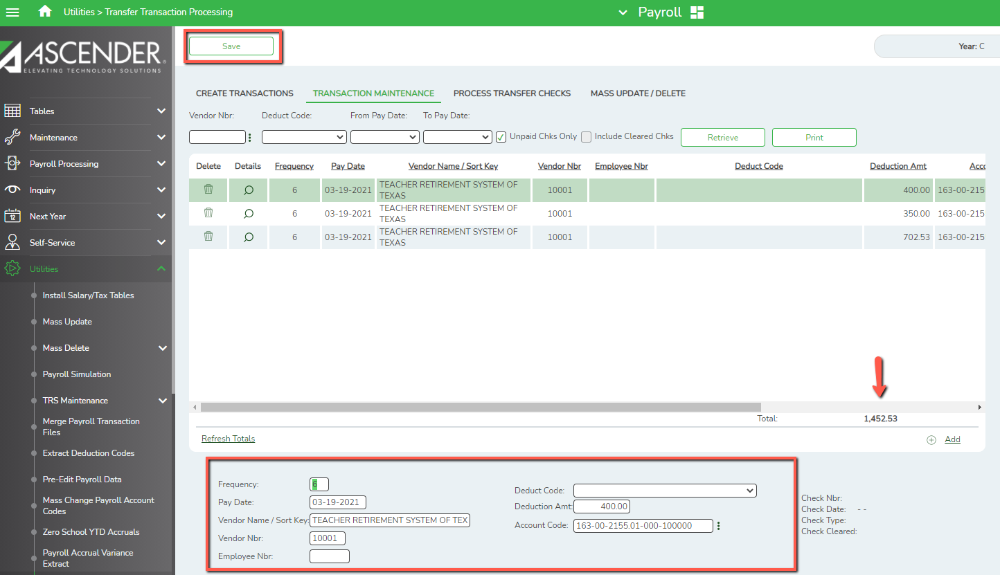 Utilities > Transfer Transaction Processing
Payroll
ASCENDER®
ELEVATING TECHNOLOGY SOLUTIONS
Save
Year: C
Tables
Maintenance
Payroll Processing
Inquiry
12
Next Year
Self-Service
Utilities
Install Salary/Tax Tables
Mass Update
Mass Delete
Payroll Simulation
TRS Maintenance
Merge Payroll Transaction
Files
Extract Deduction Codes
Pre-Edit Payroll Data
Mass Change Payroll Account
Codes
Zero School YTD Accruals
Payroll Accrual Variance
Extract
CREATE TRANSACTIONS TRANSACTION MAINTENANCE PROCESS TRANSFER CHECKS MASS UPDATE / DELETE
Vendor Nbr: Deduct Code: From Pay Date: To Pay Date:
Unpaid Chks Only Include Cleared Chks Retrieve Print
Delete Details Frequency Pay Date Vendor Name / Sort Key Vendor Nbr Employee Nbr Deduct Code Deduction Amt Acco
6 03-19-2021 TEACHER RETIREMENT SYSTEM OF 10001 400.00 163-00-2155
TEXAS
6 03-19-2021 TEACHER RETIREMENT SYSTEM OF 10001 350.00 163-00-215
TEXAS
6 03-19-2021 TEACHER RETIREMENT SYSTEM OF 10001 702.53 163-00-215
TEXAS
Total: 1,452.53
Refresh Totals Add
Frequency: 6
Pay Date: 03-19-2021
Vendor Name / Sort Key: TEACHER RETIREMENT SYSTEM OF TEX
Vendor Nbr: 10001
Employee Nbr:
Deduct Code:
Deduction Amt: 400.00
Account Code: 163-00-2155.01-000-100000
Check Nbr:
Check Date: - -
Check Type:
Check Cleared: